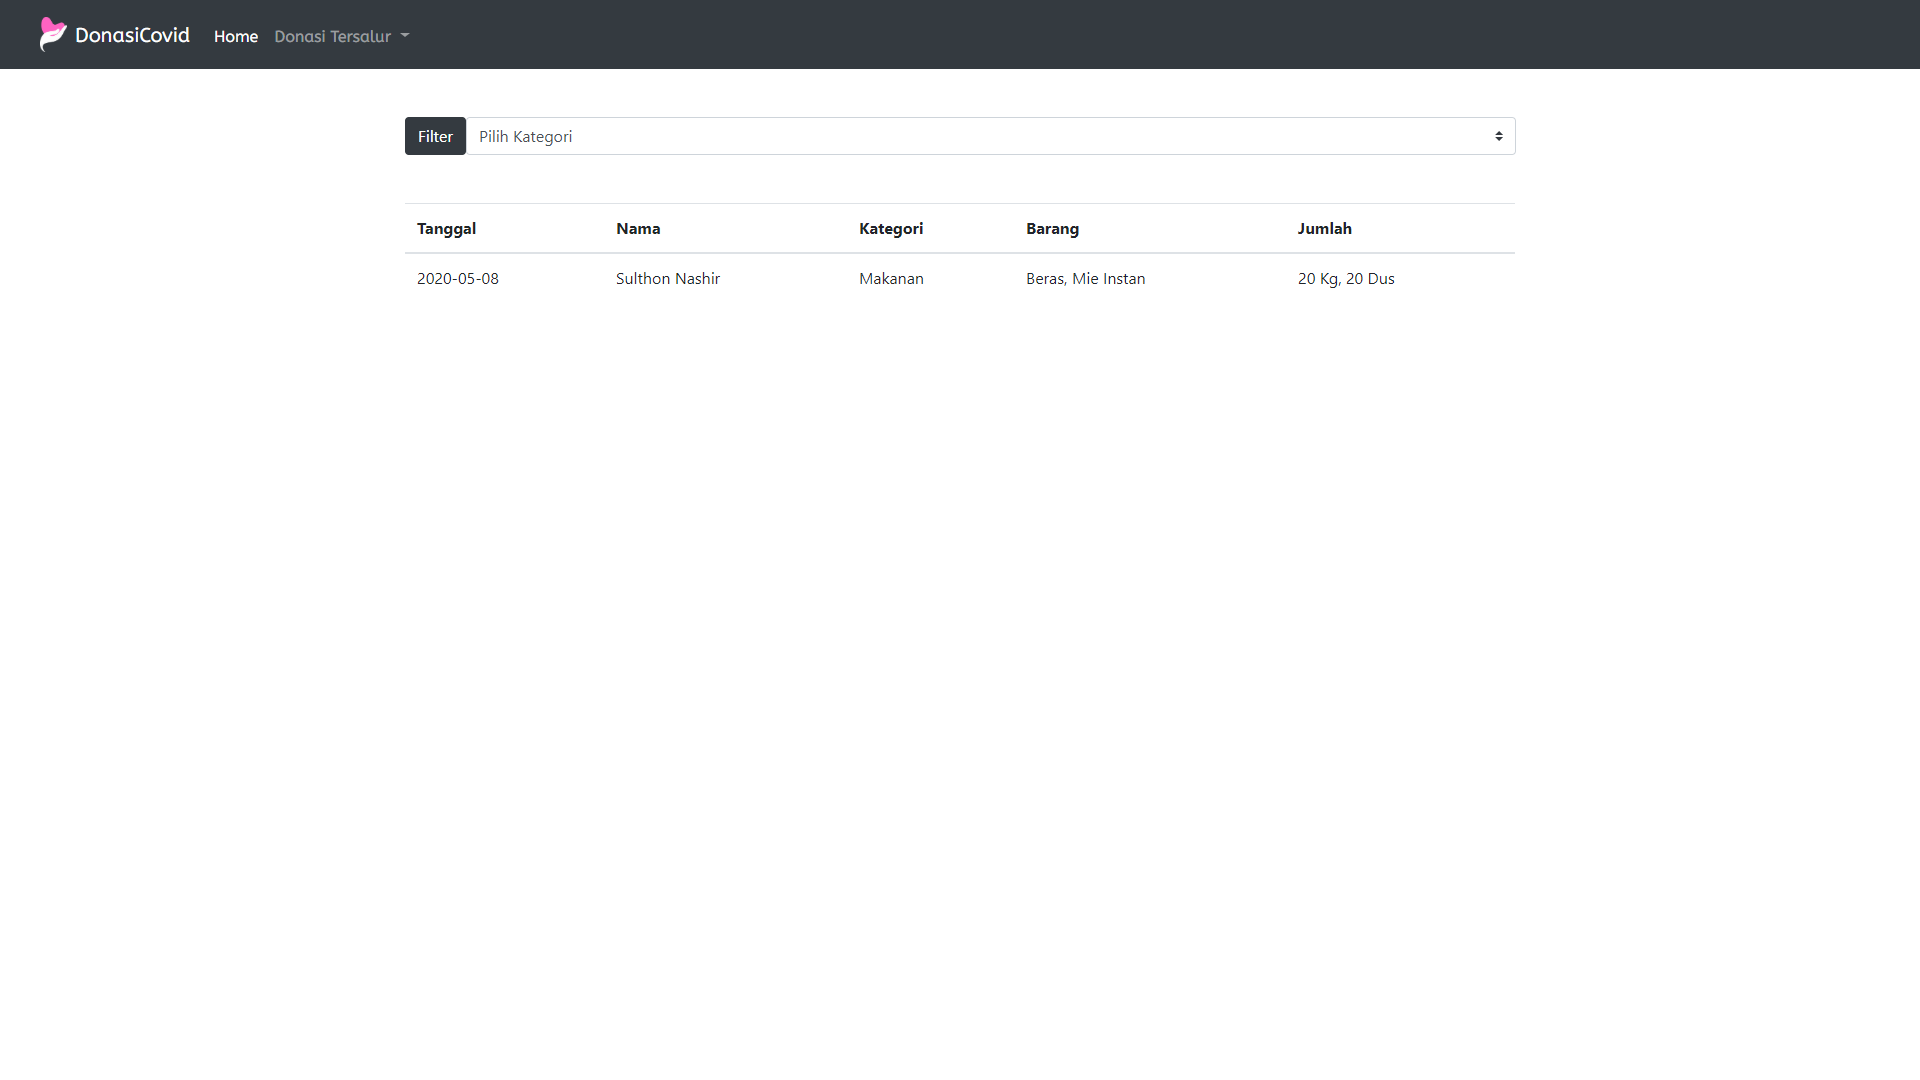 DonasiCovid Home Donasi Tersalur
Filter Pilih Kategori
Tanggal Nama Kategori Barang Jumlah
2020-05-08 Sulthon Nashir Makanan Beras, Mie Instan 20 Kg, 20 Dus